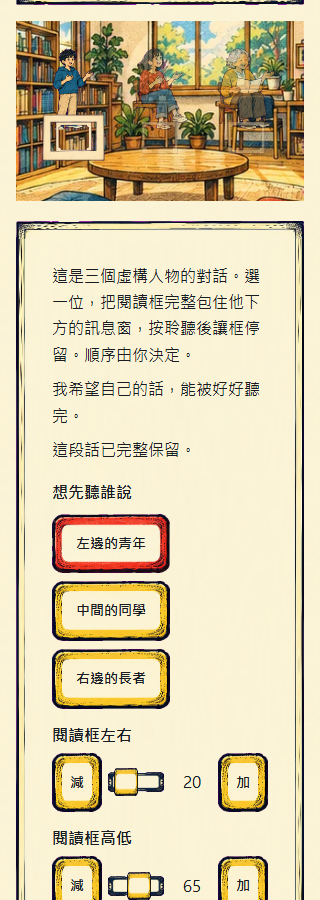 這是三個虛構人物的對話。選
一位，把閱讀框完整包住他下
方的訊息窗，按聆聽後讓框停
留。順序由你決定。
我希望自己的話，能被好好聽
完。
這段話已完整保留。
想先聽誰說
左邊的青年
中間的同學
右邊的長者
閱讀框左右
減 20 加
閱讀框高低
減 65 加